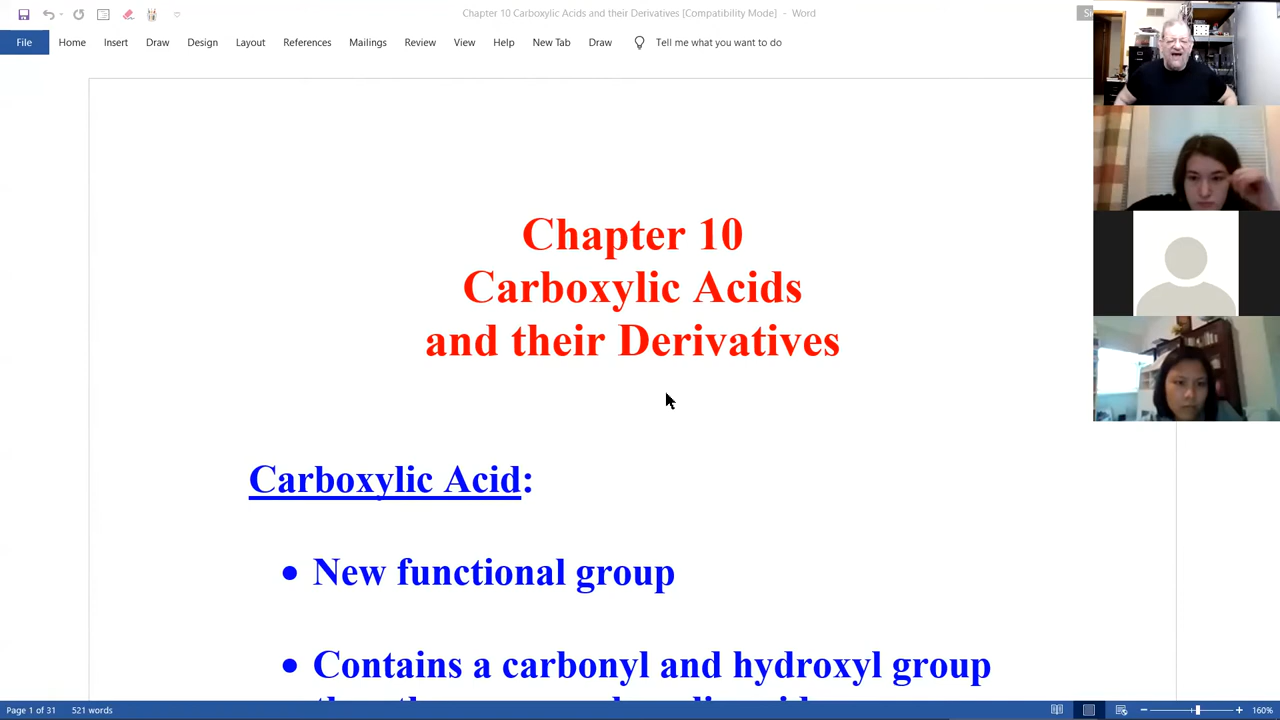 Chapter 10 Carboxylic Acids and their Derivatives [Compatibility Mode] - Word
File Home Insert Draw Design Layout References Mailings Review View Help New Tab Draw Tell me what you want to do
Chapter 10
Carboxylic Acids
and their Derivatives
Carboxylic Acid:
• New functional group
• Contains a carbonyl and hydroxyl group
Page 1 of 31 521 words 160%